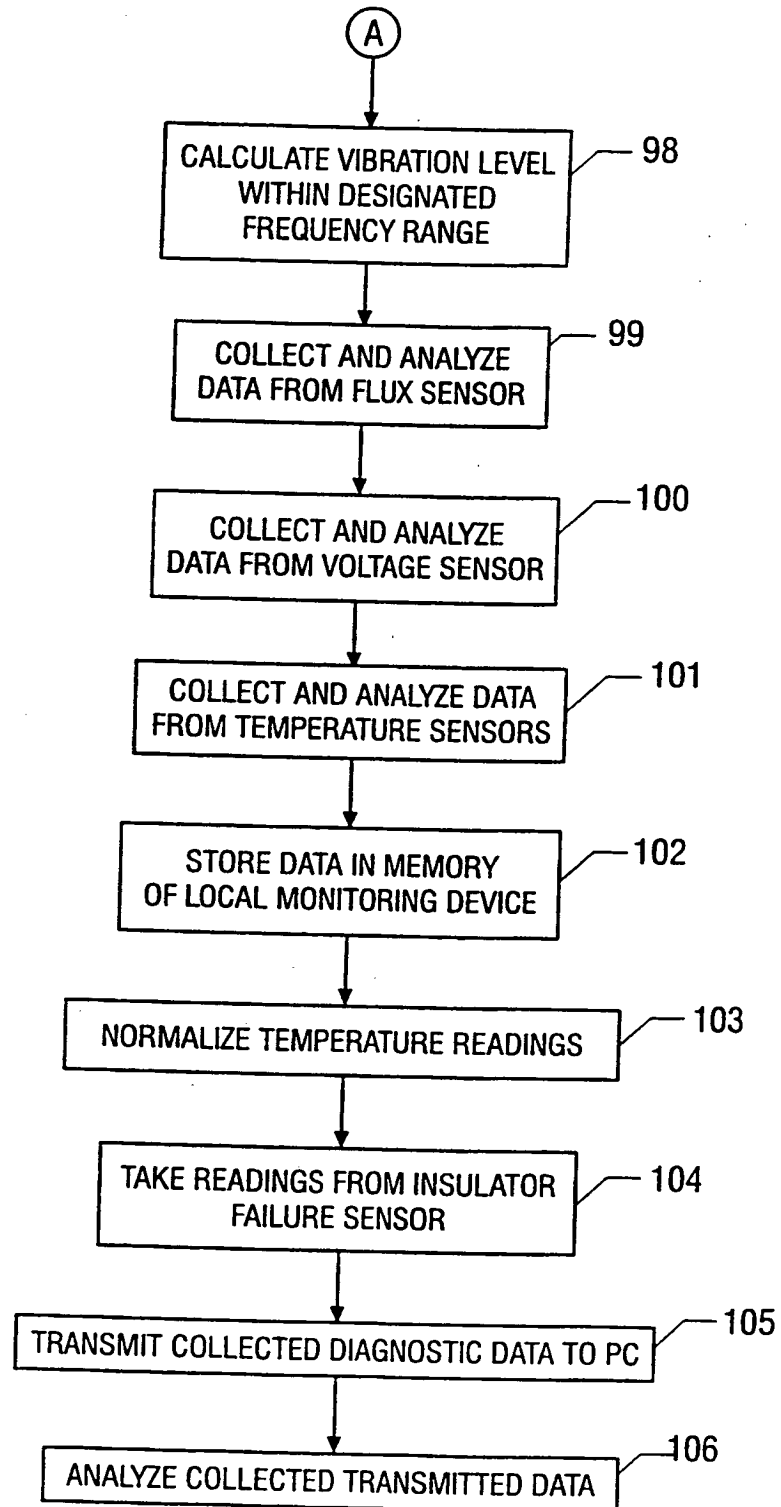 A
CALCULATE VIBRATION LEVEL
WITHIN DESIGNATED
FREQUENCY RANGE
98
COLLECT AND ANALYZE
DATA FROM FLUX SENSOR
99
COLLECT AND ANALYZE
DATA FROM VOLTAGE SENSOR
100
COLLECT AND ANALYZE DATA
FROM TEMPERATURE SENSORS
101
STORE DATA IN MEMORY
OF LOCAL MONITORING DEVICE
102
NORMALIZE TEMPERATURE READINGS
103
TAKE READINGS FROM INSULATOR
FAILURE SENSOR
104
TRANSMIT COLLECTED DIAGNOSTIC DATA TO PC
105
ANALYZE COLLECTED TRANSMITTED DATA
106